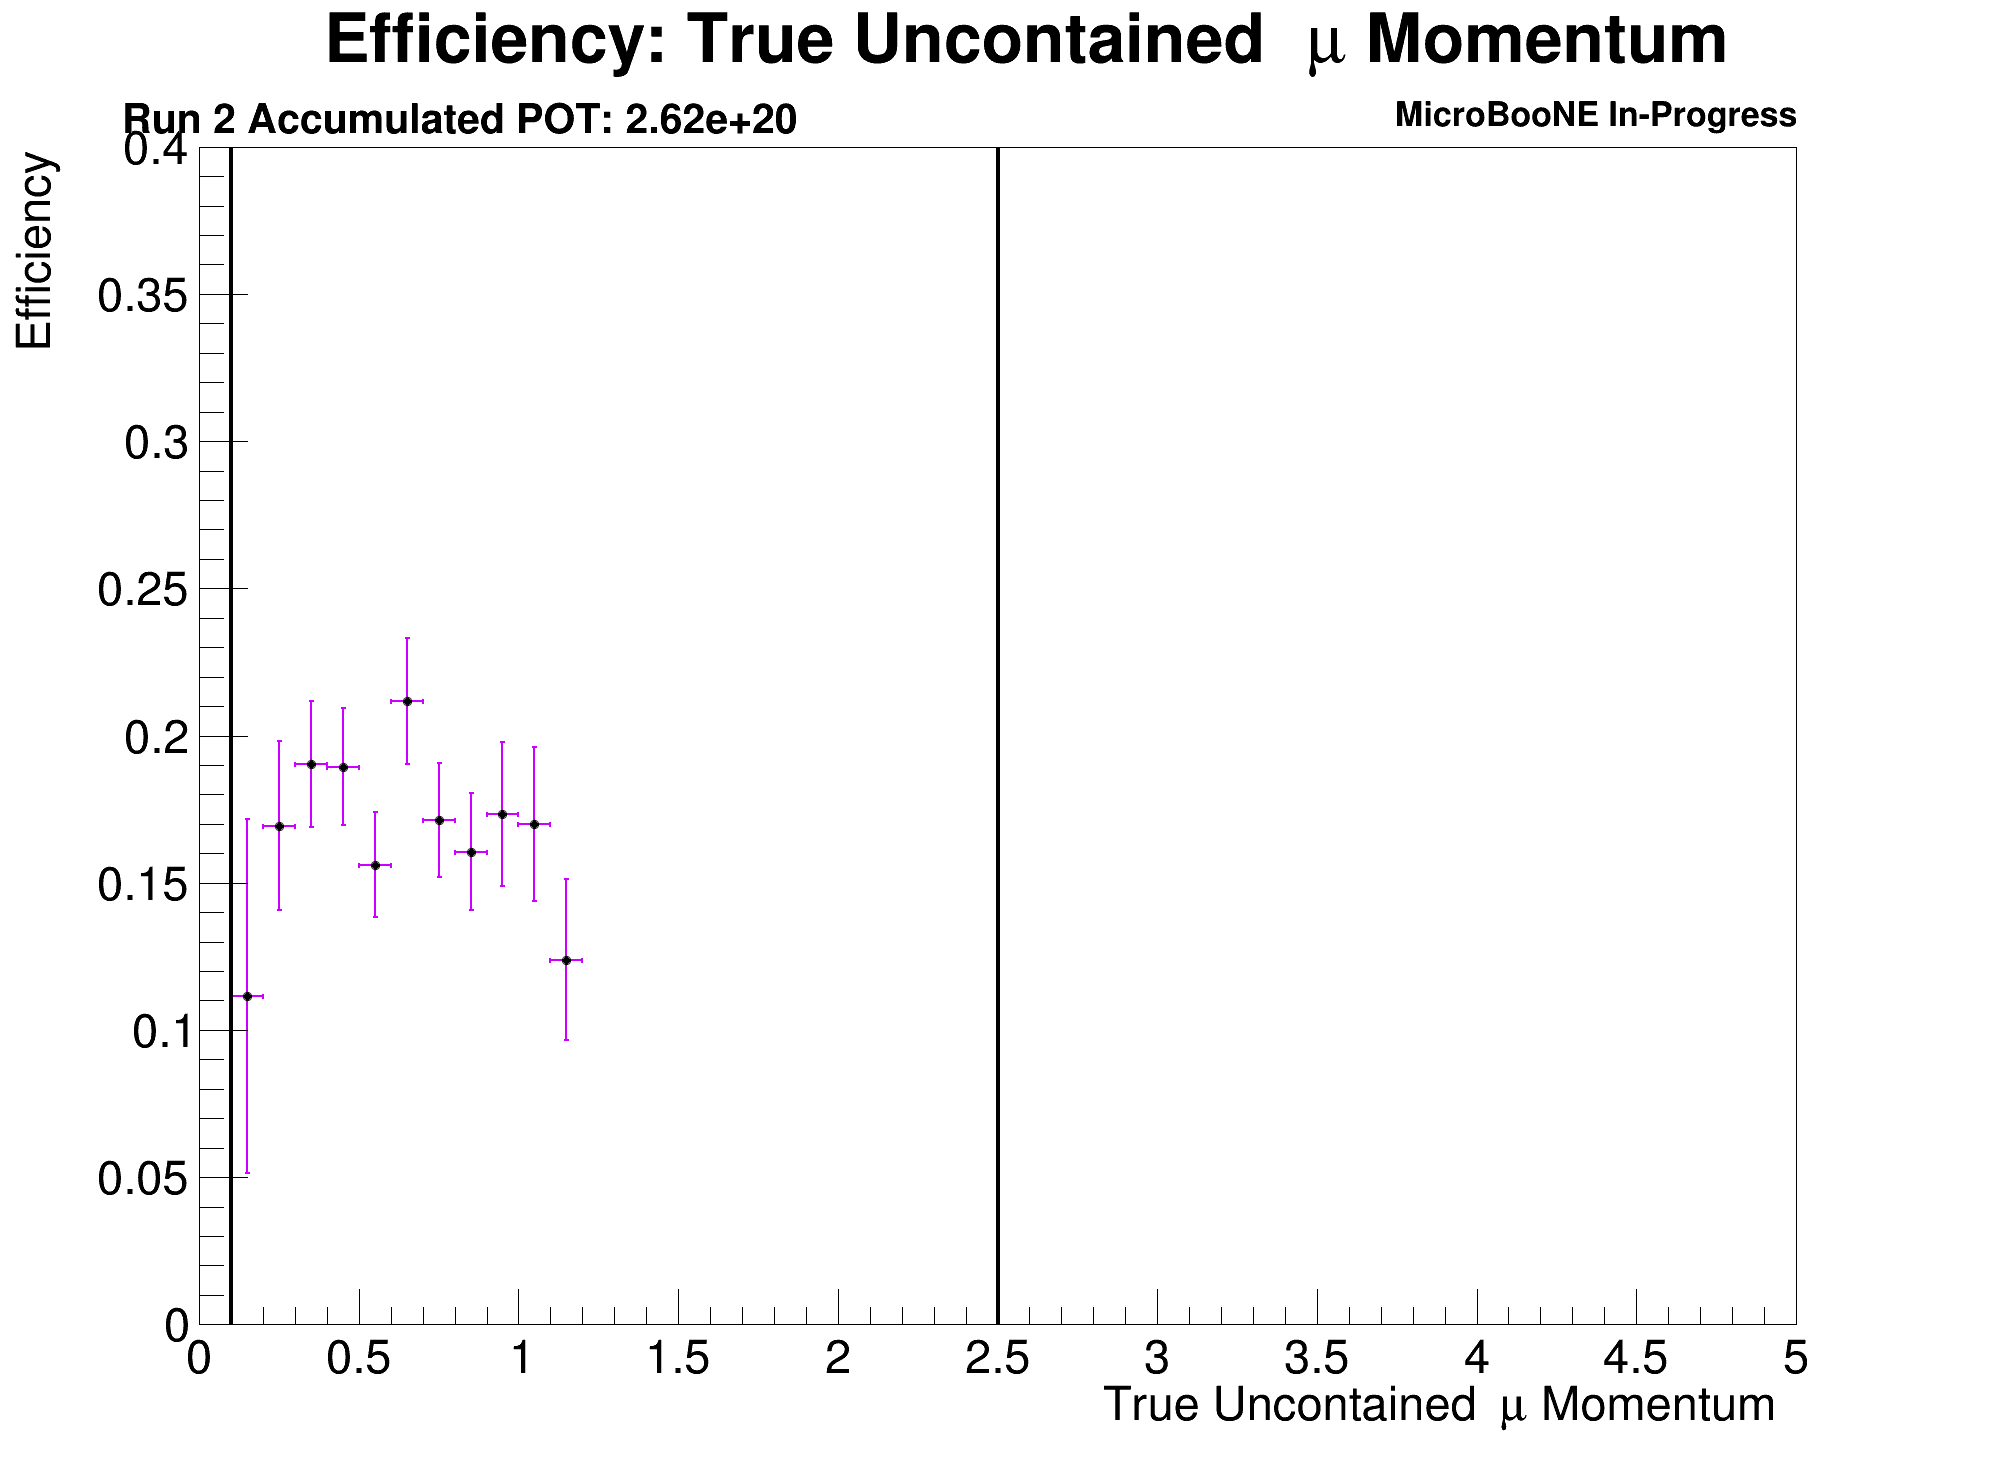 Efficiency: True Uncontained μ Momentum
Run 2 Accumulated POT: 2.62e+20
MicroBooNE In-Progress
Efficiency
0.4
0.35
0.3
0.25
0.2
0.15
0.1
0.05
0
0 0.5 1 1.5 2 2.5 3 3.5 4 4.5 5
True Uncontained μ Momentum